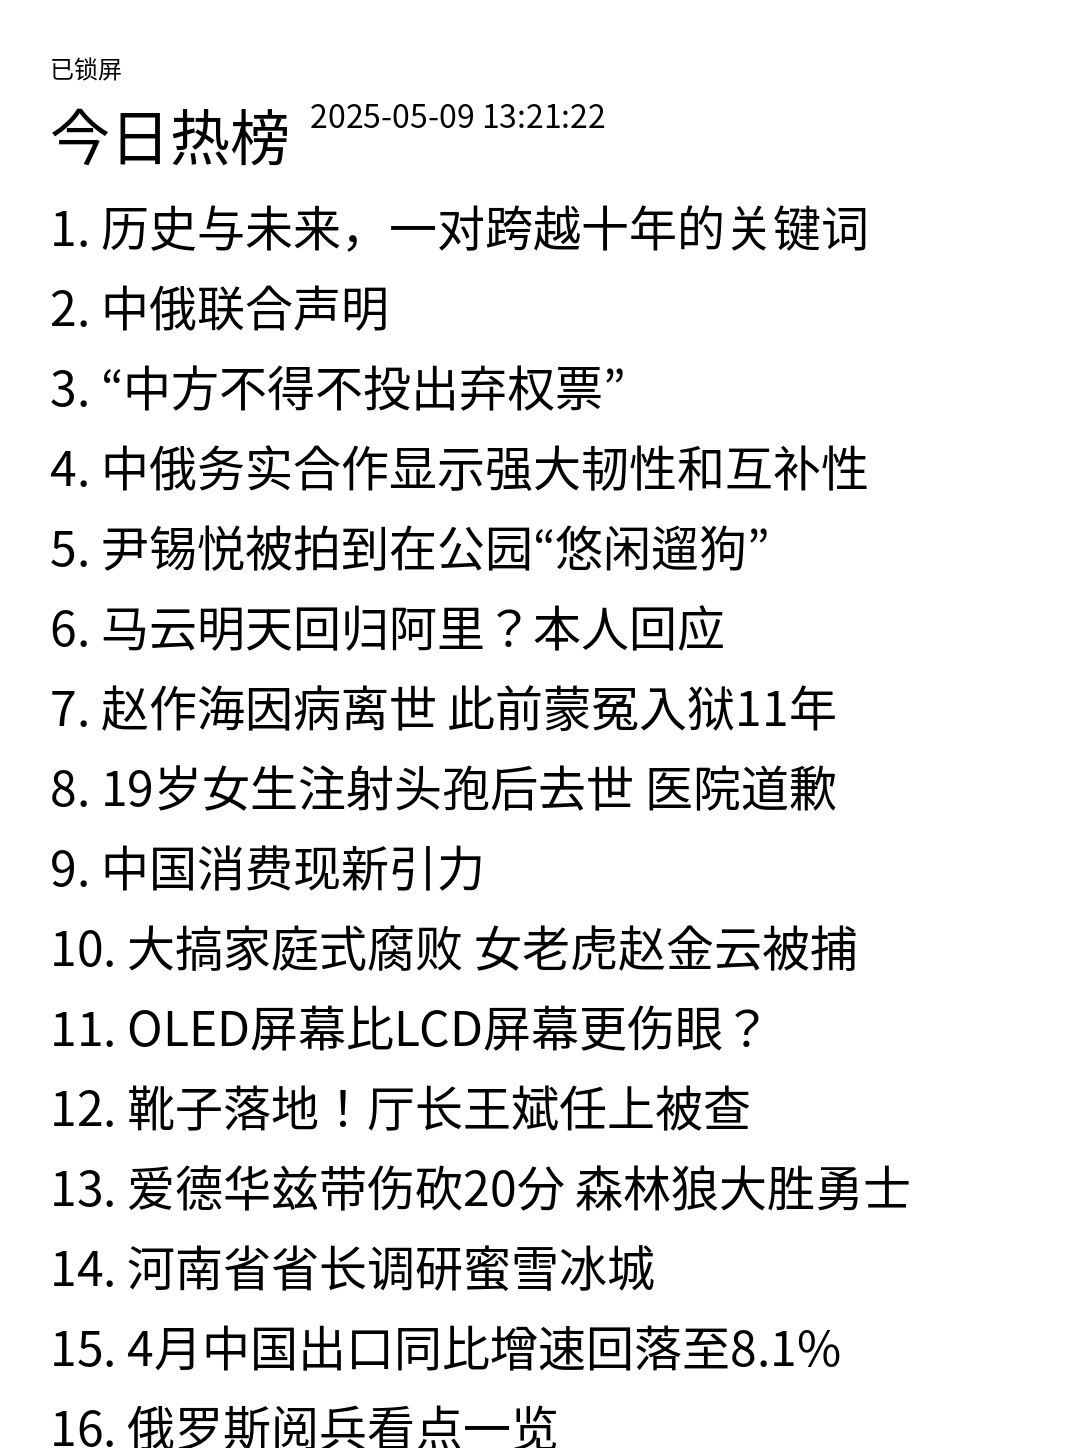 已锁屏
今日热榜 2025-05-09 13:21:22
1. 历史与未来，一对跨越十年的关键词
2. 中俄联合声明
3. “中方不得不投出弃权票”
4. 中俄务实合作显示强大韧性和互补性
5. 尹锡悦被拍到在公园“悠闲遛狗”
6. 马云明天回归阿里？本人回应
7. 赵作海因病离世 此前蒙冤入狱11年
8. 19岁女生注射头孢后去世 医院道歉
9. 中国消费现新引力
10. 大搞家庭式腐败 女老虎赵金云被捕
11. OLED屏幕比LCD屏幕更伤眼？
12. 靴子落地！厅长王斌任上被查
13. 爱德华兹带伤砍20分 森林狼大胜勇士
14. 河南省省长调研蜜雪冰城
15. 4月中国出口同比增速回落至8.1%
16. 俄罗斯阅兵看点一览